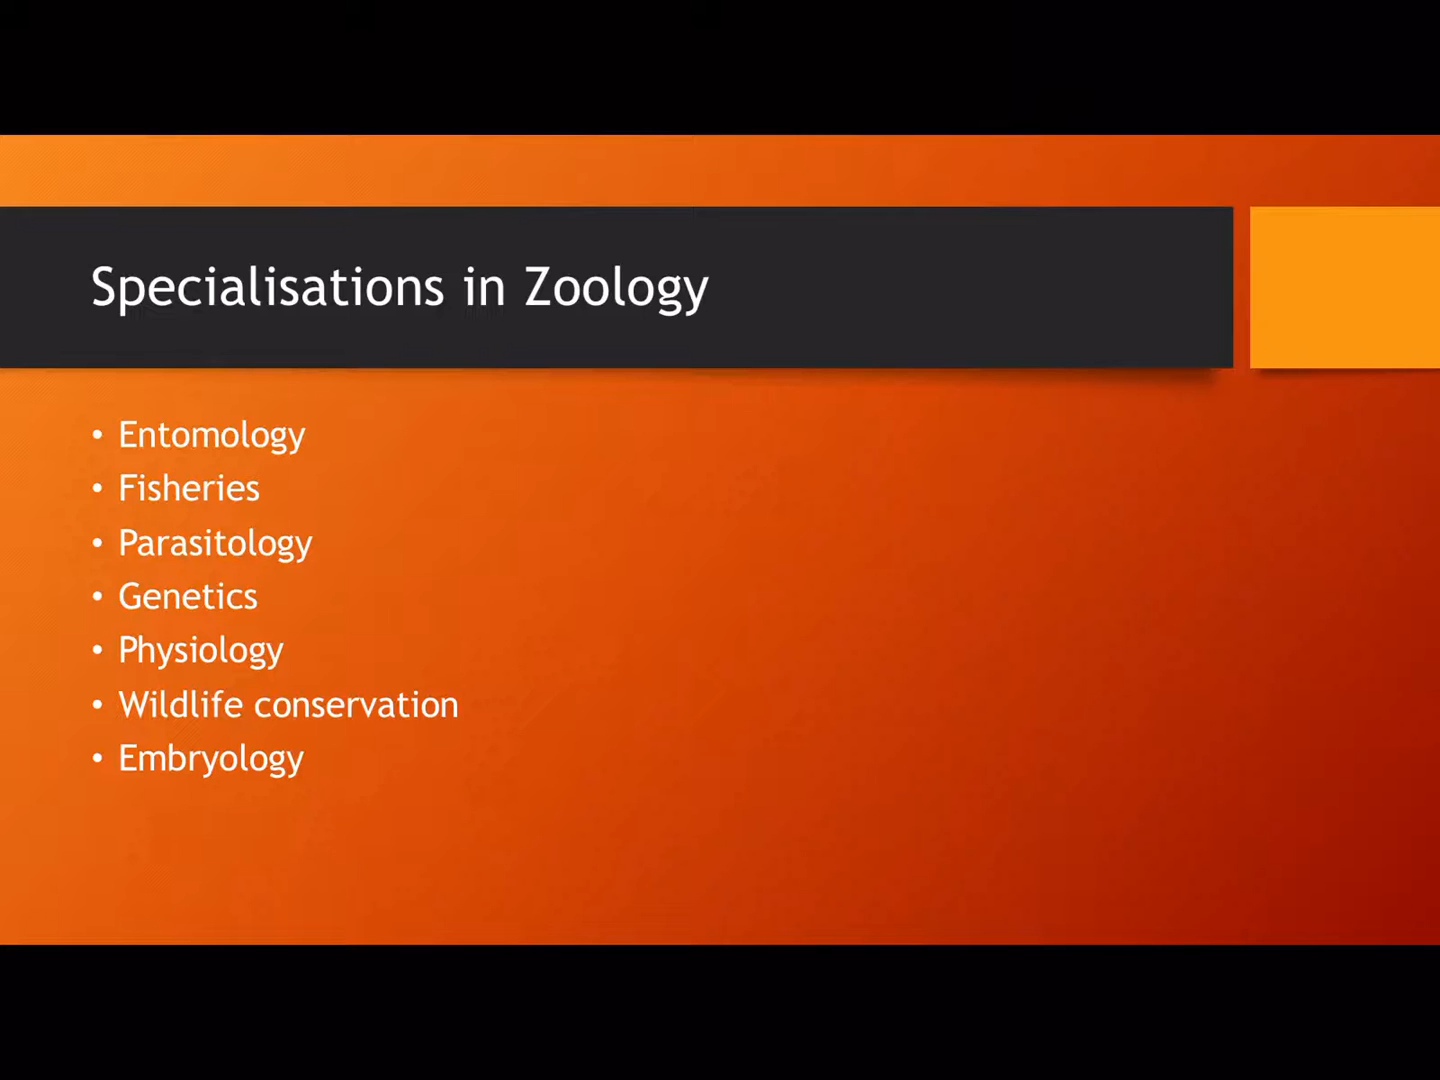 Specialisations in Zoology
• Entomology
• Fisheries
• Parasitology
• Genetics
• Physiology
• Wildlife conservation
• Embryology